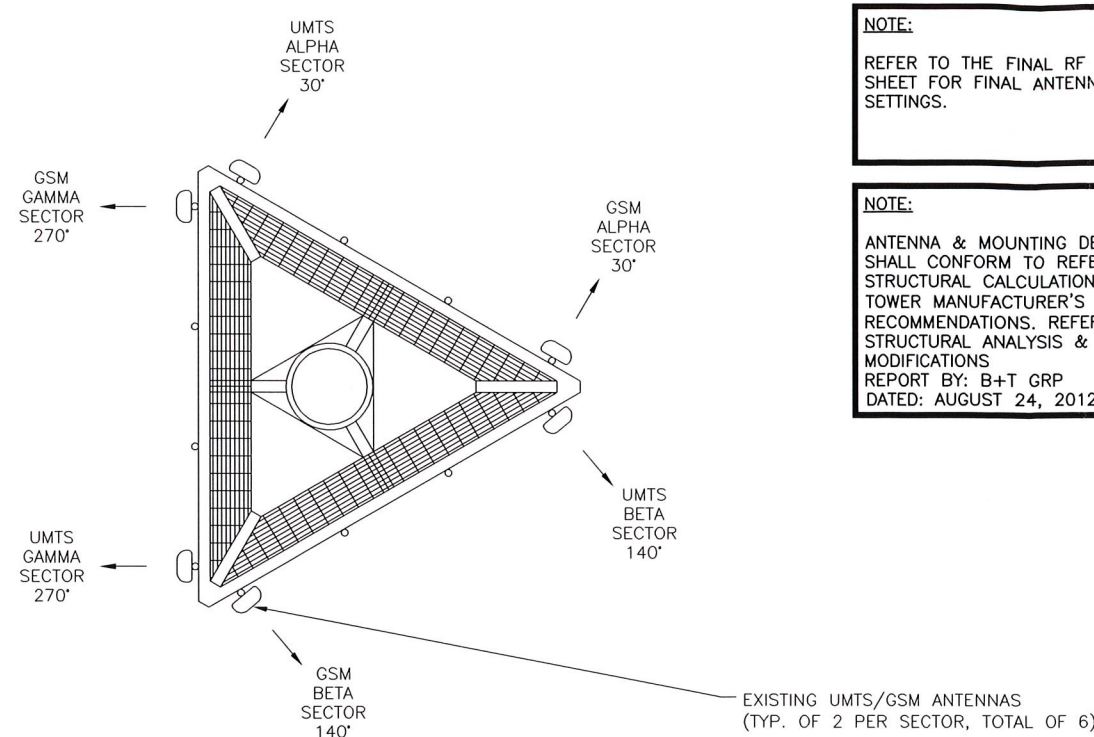 UMTS
ALPHA
SECTOR
30°
GSM
GAMMA
SECTOR
270°
GSM
ALPHA
SECTOR
30°
UMTS
BETA
SECTOR
140°
UMTS
GAMMA
SECTOR
270°
GSM
BETA
SECTOR
140°
EXISTING UMTS/GSM ANTENNAS
(TYP. OF 2 PER SECTOR, TOTAL OF 6)
NOTE:
REFER TO THE FINAL RF
SHEET FOR FINAL ANTENN
SETTINGS.
NOTE:
ANTENNA & MOUNTING DE
SHALL CONFORM TO REFE
STRUCTURAL CALCULATION
TOWER MANUFACTURER'S
RECOMMENDATIONS. REFER
STRUCTURAL ANALYSIS &
MODIFICATIONS
REPORT BY: B+T GRP
DATED: AUGUST 24, 2012